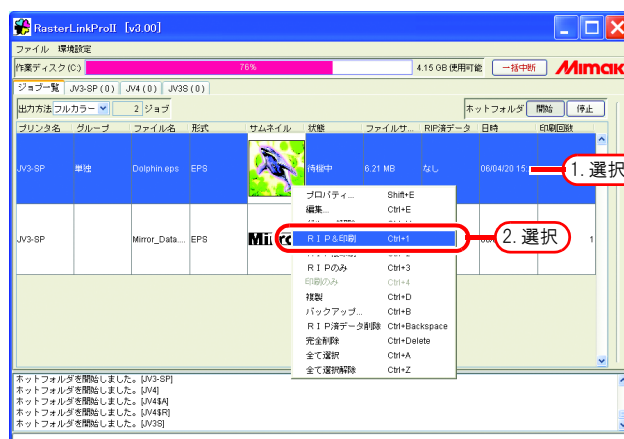 RasterLinkProII [v3.00]
ファイル 環境設定
作業ディスク(C:) 76% 4.15 GB 使用可能 一括中断 Mimaki
ジョブ一覧 JV3-SP ( 0 ) JV4 ( 0 ) JV3S ( 0 )
出力方法 フルカラー 2 ジョブ ホットフォルダ 開始 停止
プリンタ名 グループ ファイル名 形式 サムネイル 状態 ファイルサ... RIP済データ 日時 印刷回数
JV3-SP 単独 Dolphin.eps EPS 待機中 6.21 MB なし 06/04/20 15:
1. 選択
プロパティ... Shift+E
編集... Ctrl+E
JV3-SP Mirror_Data.... EPS 1
ＲＩＰ＆印刷 Ctrl+1
2. 選択
ＲＩＰのみ Ctrl+3
印刷のみ Ctrl+4
複製 Ctrl+D
バックアップ... Ctrl+B
ＲＩＰ済データ削除 Ctrl+Backspace
完全削除 Ctrl+Delete
全て選択 Ctrl+A
全て選択解除 Ctrl+Z
ホットフォルダを開始しました。[JV3-SP]
ホットフォルダを開始しました。[JV4]
ホットフォルダを開始しました。[JV4$A]
ホットフォルダを開始しました。[JV4$R]
ホットフォルダを開始しました。[JV3S]